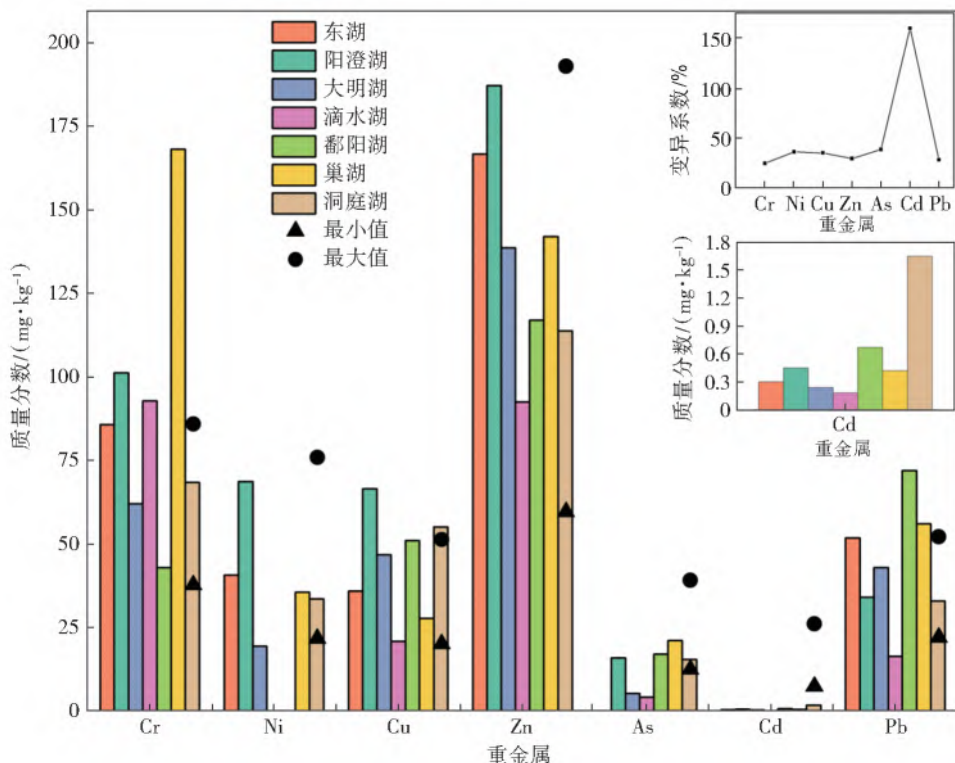 质量分数/(mg·kg⁻¹)
200
175
150
125
100
75
50
25
0
Cr Ni Cu Zn As Cd Pb
重金属
东湖
阳澄湖
大明湖
滴水湖
鄱阳湖
巢湖
洞庭湖
最小值
最大值
变异系数/%
150
100
50
0
Cr Ni Cu Zn As Cd Pb
重金属
质量分数/(mg·kg⁻¹)
1.8
1.5
1.2
0.9
0.6
0.3
0
Cd
重金属